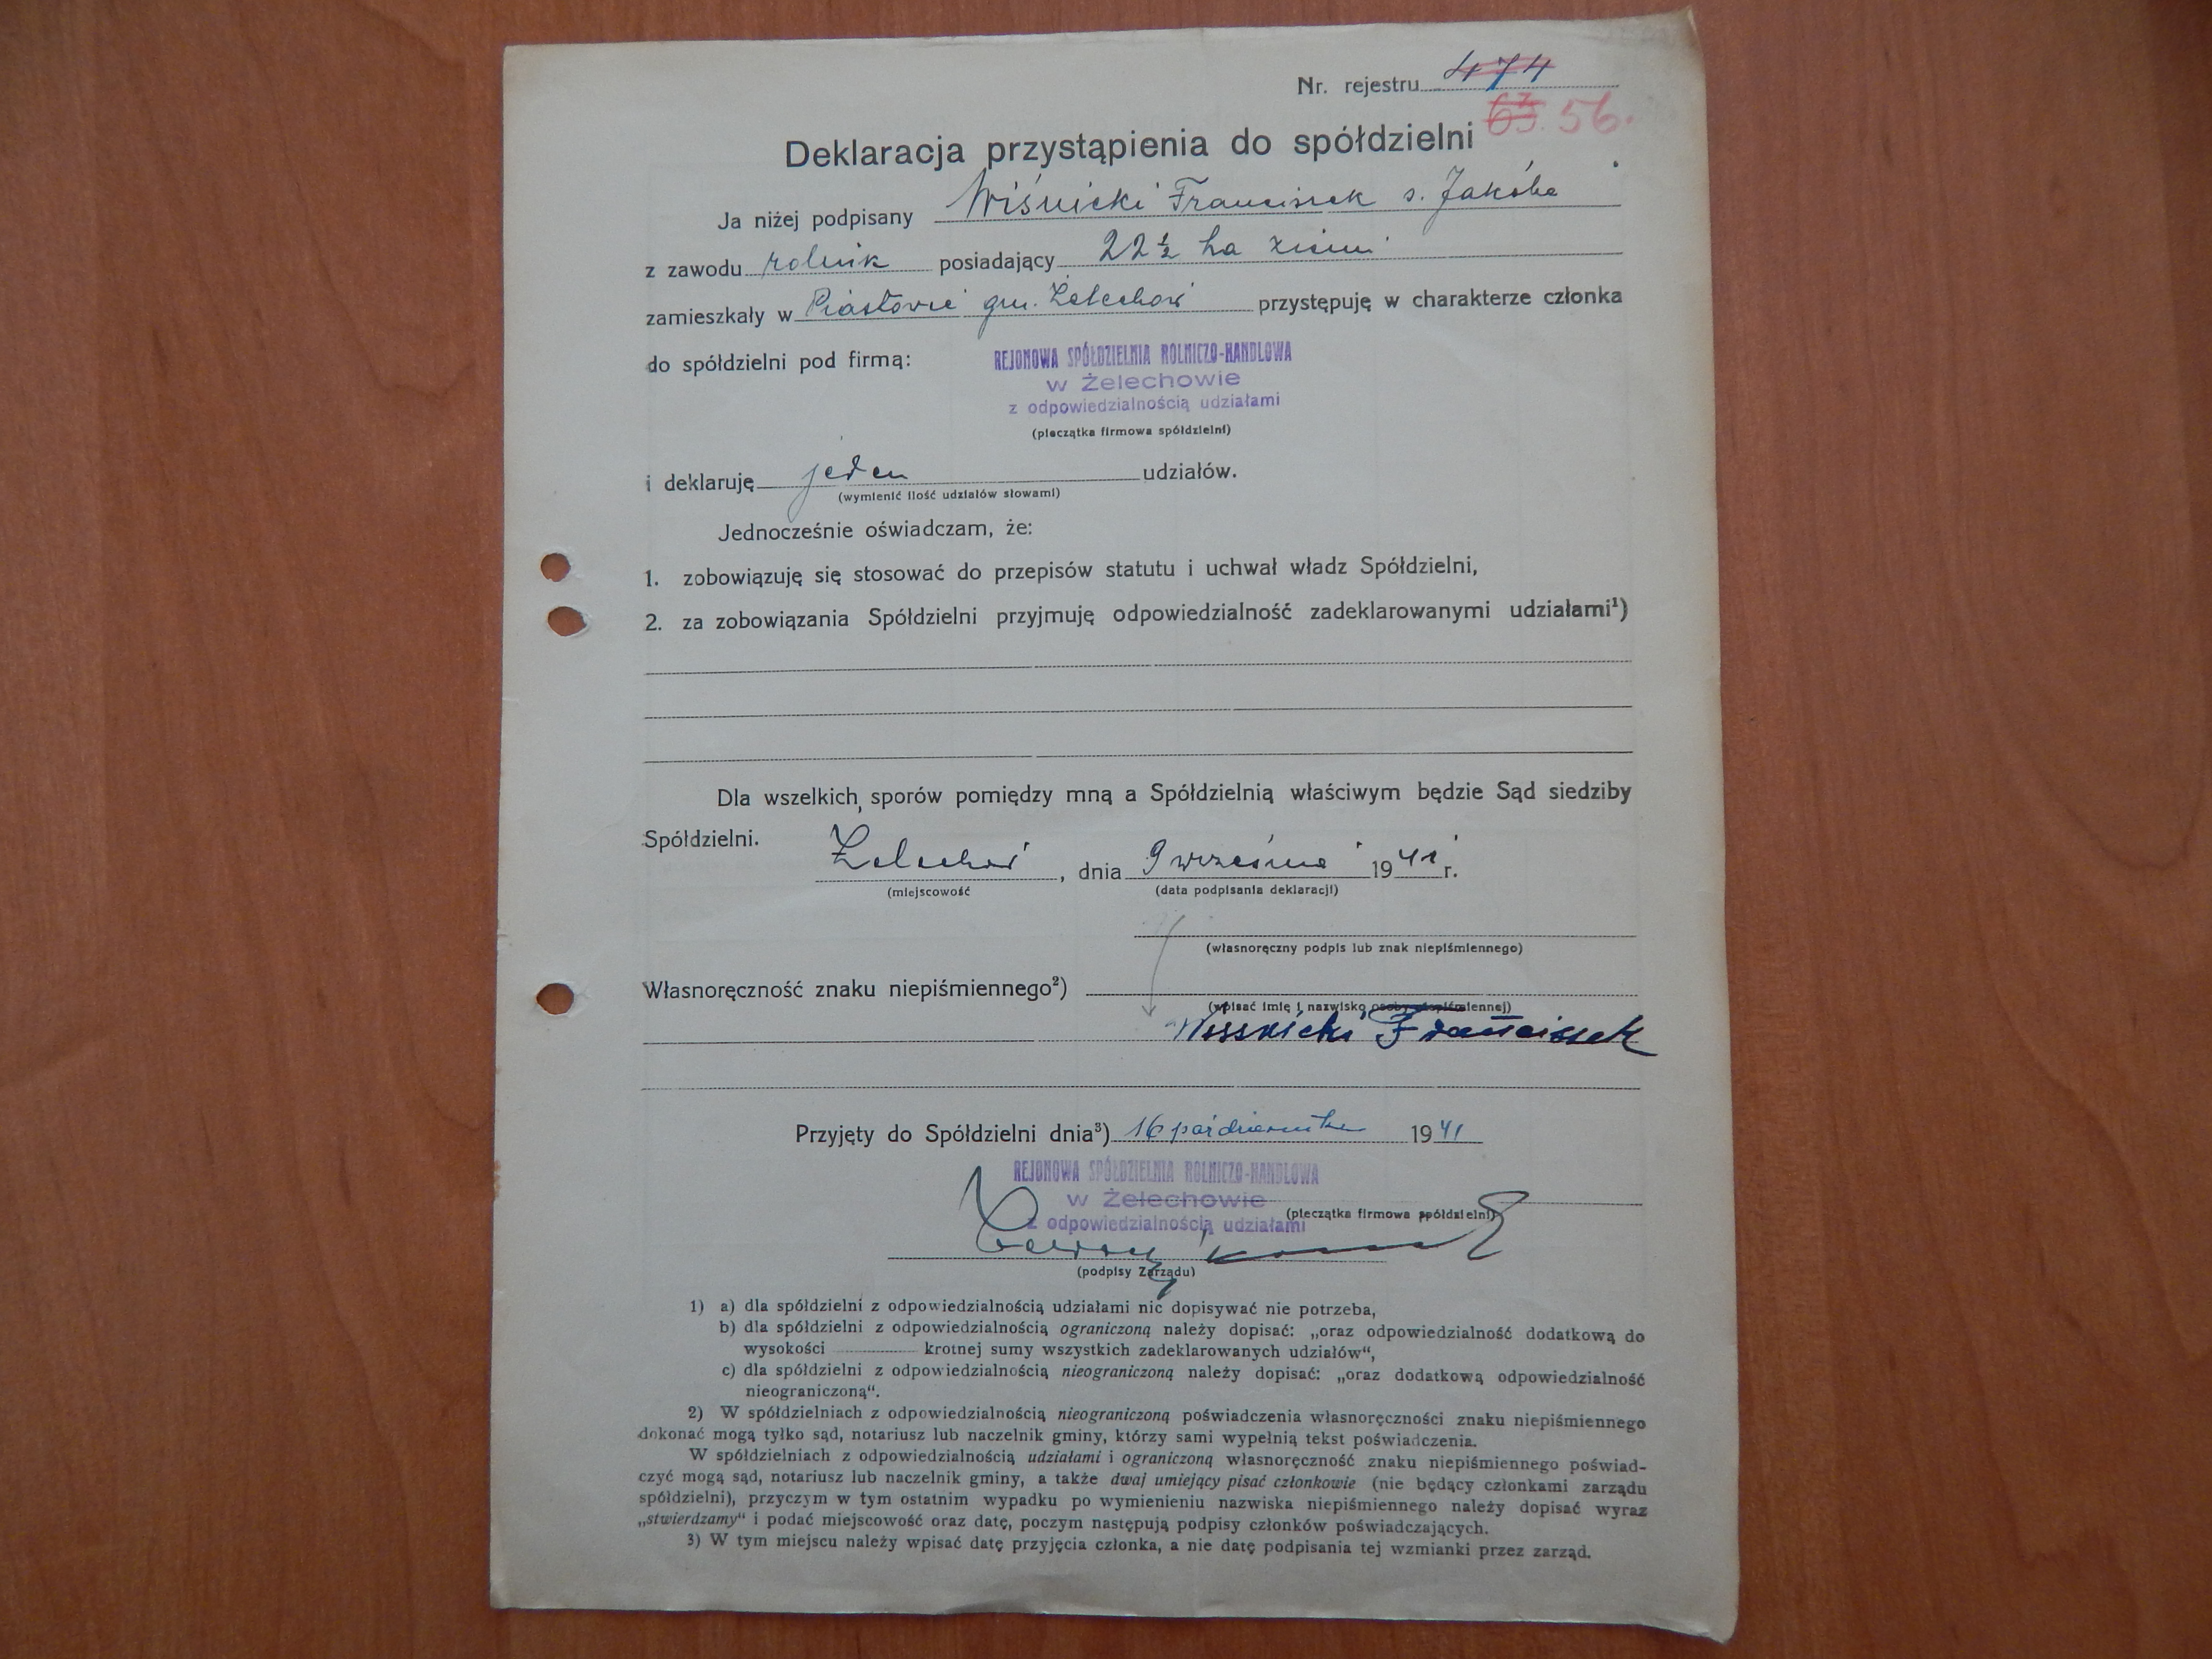 Nr. rejestru 474
63. 56.
Deklaracja przystąpienia do spółdzielni
Ja niżej podpisany Wiśnicki Franciszek s. Jakóba
z zawodu rolnik posiadający 22 ½ ha ziemi
zamieszkały w Piastowie gm. Żelechów przystępuję w charakterze członka
do spółdzielni pod firmą:
REJONOWA SPÓŁDZIELNIA ROLNICZO-HANDLOWA
w Żelechowie
z odpowiedzialnością udziałami
(pieczątka firmowa spółdzielni)
i deklaruję jeden udziałów.
(wymienić ilość udziałów słowami)
Jednocześnie oświadczam, że:
1. zobowiązuję się stosować do przepisów statutu i uchwał władz Spółdzielni,
2. za zobowiązania Spółdzielni przyjmuję odpowiedzialność zadeklarowanymi udziałami¹)
Dla wszelkich sporów pomiędzy mną a Spółdzielnią właściwym będzie Sąd siedziby
Spółdzielni.
Żelechów, dnia 9 września 1941 r.
(miejscowość (data podpisania deklaracji)
(własnoręczny podpis lub znak niepiśmiennego)
Własnoręczność znaku niepiśmiennego²)
(wpisać imię i nazwisko osoby niepiśmiennej)
Wissnicki Franciszek
Przyjęty do Spółdzielni dnia³) 16 października 1941
REJONOWA SPÓŁDZIELNIA ROLNICZO-HANDLOWA
w Żelechowie
z odpowiedzialnością udziałami
(pieczątka firmowa spółdzielni)
(podpisy Zarządu)
1) a) dla spółdzielni z odpowiedzialnością udziałami nic dopisywać nie potrzeba,
b) dla spółdzielni z odpowiedzialnością ograniczoną należy dopisać: „oraz odpowiedzialność dodatkową do
wysokości krotnej sumy wszystkich zadeklarowanych udziałów“,
c) dla spółdzielni z odpowiedzialnością nieograniczoną należy dopisać: „oraz dodatkową odpowiedzialność
nieograniczoną“.
2) W spółdzielniach z odpowiedzialnością nieograniczoną poświadczenia własnoręczności znaku niepiśmiennego
dokonać mogą tylko sąd, notariusz lub naczelnik gminy, którzy sami wypełnią tekst poświadczenia.
W spółdzielniach z odpowiedzialnością udziałami i ograniczoną własnoręczność znaku niepiśmiennego poświad-
czyć mogą sąd, notariusz lub naczelnik gminy, a także dwaj umiejący pisać członkowie (nie będący członkami zarządu
spółdzielni), przyczym w tym ostatnim wypadku po wymienieniu nazwiska niepiśmiennego należy dopisać wyraz
„stwierdzamy“ i podać miejscowość oraz datę, poczym następują podpisy członków poświadczających.
3) W tym miejscu należy wpisać datę przyjęcia członka, a nie datę podpisania tej wzmianki przez zarząd.